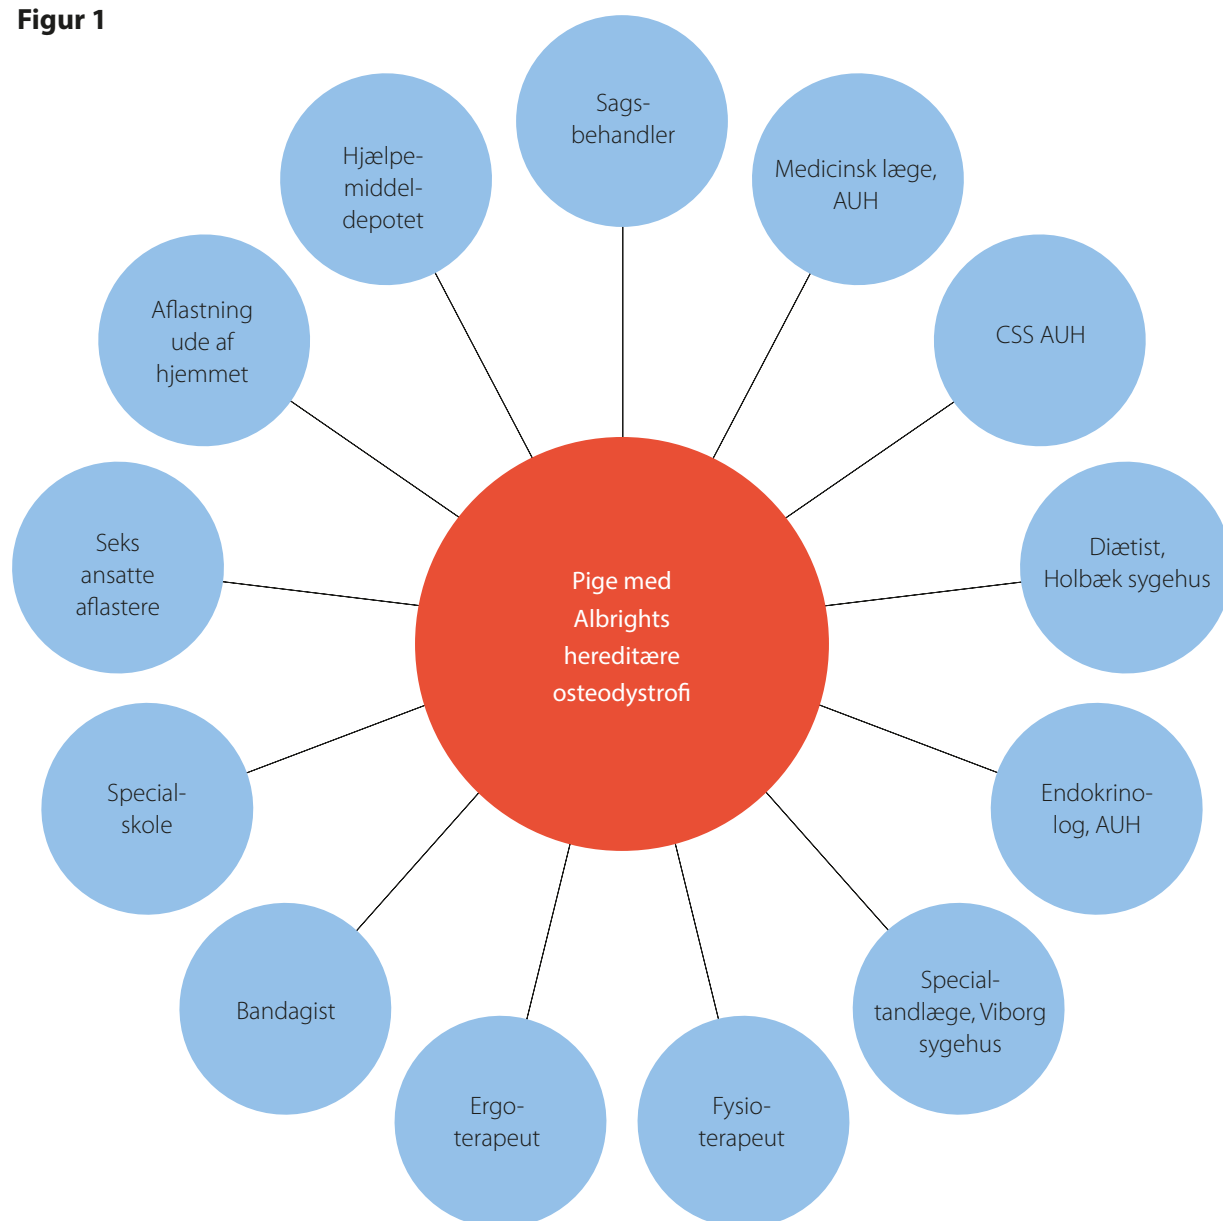 Figur 1
Sags-
behandler
Medicinsk læge,
AUH
CSS AUH
Diætist,
Holbæk sygehus
Endokrino-
log, AUH
Special-
tandlæge, Viborg
sygehus
Fysio-
terapeut
Ergo-
terapeut
Bandagist
Special-
skole
Seks
ansatte
aflastere
Aflastning
ude af
hjemmet
Hjælpe-
middel-
depotet
Pige med
Albrights
hereditære
osteodystrofi